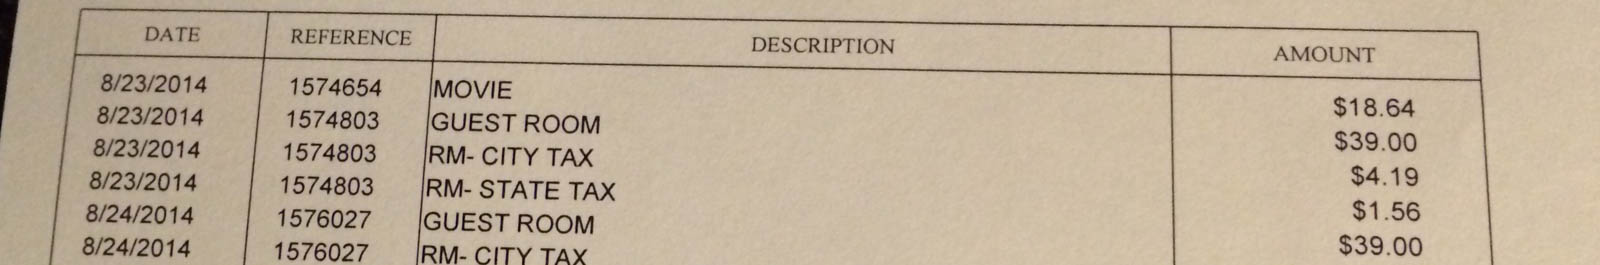 DATE REFERENCE DESCRIPTION AMOUNT
8/23/2014 1574654 MOVIE $18.64
8/23/2014 1574803 GUEST ROOM $39.00
8/23/2014 1574803 RM- CITY TAX $4.19
8/23/2014 1574803 RM- STATE TAX $1.56
8/24/2014 1576027 GUEST ROOM $39.00
8/24/2014 1576027 RM- CITY TAX